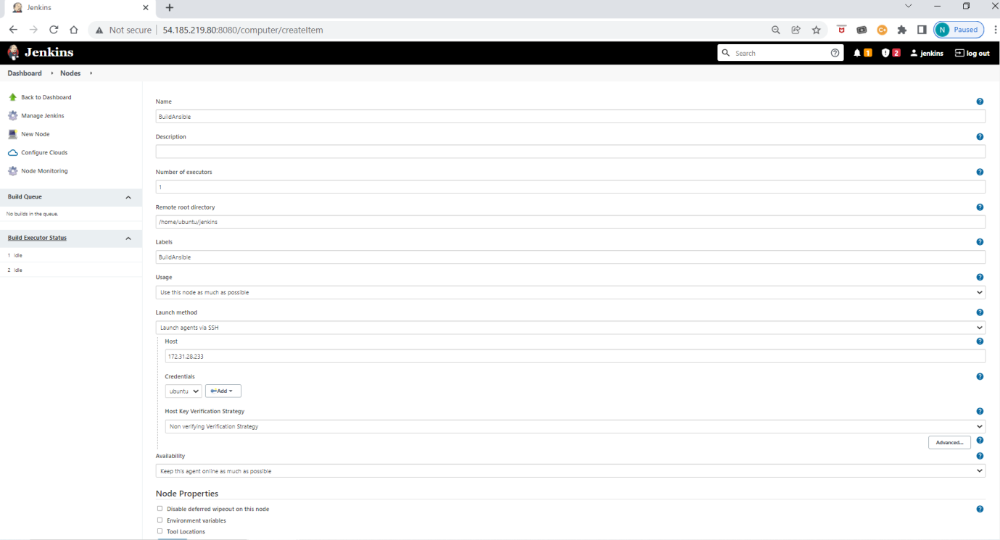 Jenkins
Not secure | 54.185.219.80:8080/computer/createItem
N Paused
Jenkins
Search
1
2
jenkins
log out
Dashboard
Nodes
Back to Dashboard
Manage Jenkins
New Node
Configure Clouds
Node Monitoring
Build Queue
No builds in the queue.
Build Executor Status
1 Idle
2 Idle
Name
BuildAnsible
Description
Number of executors
1
Remote root directory
/home/ubuntu/jenkins
Labels
BuildAnsible
Usage
Use this node as much as possible
Launch method
Launch agents via SSH
Host
172.31.28.233
Credentials
ubuntu
Add
Host Key Verification Strategy
Non verifying Verification Strategy
Advanced...
Availability
Keep this agent online as much as possible
Node Properties
Disable deferred wipeout on this node
Environment variables
Tool Locations